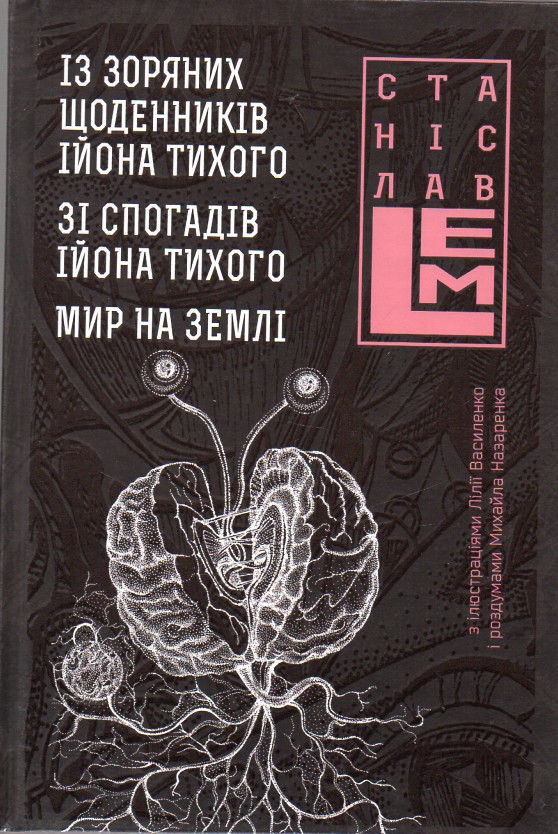 ІЗ ЗОРЯНИХ
ЩОДЕННИКІВ
ІЙОНА ТИХОГО
ЗІ СПОГАДІВ
ІЙОНА ТИХОГО
МИР НА ЗЕМЛІ
СТА
НІС
ЛАВ
LЕМ
з ілюстраціями Лілії Василенко
і роздумами Михайла Назаренка